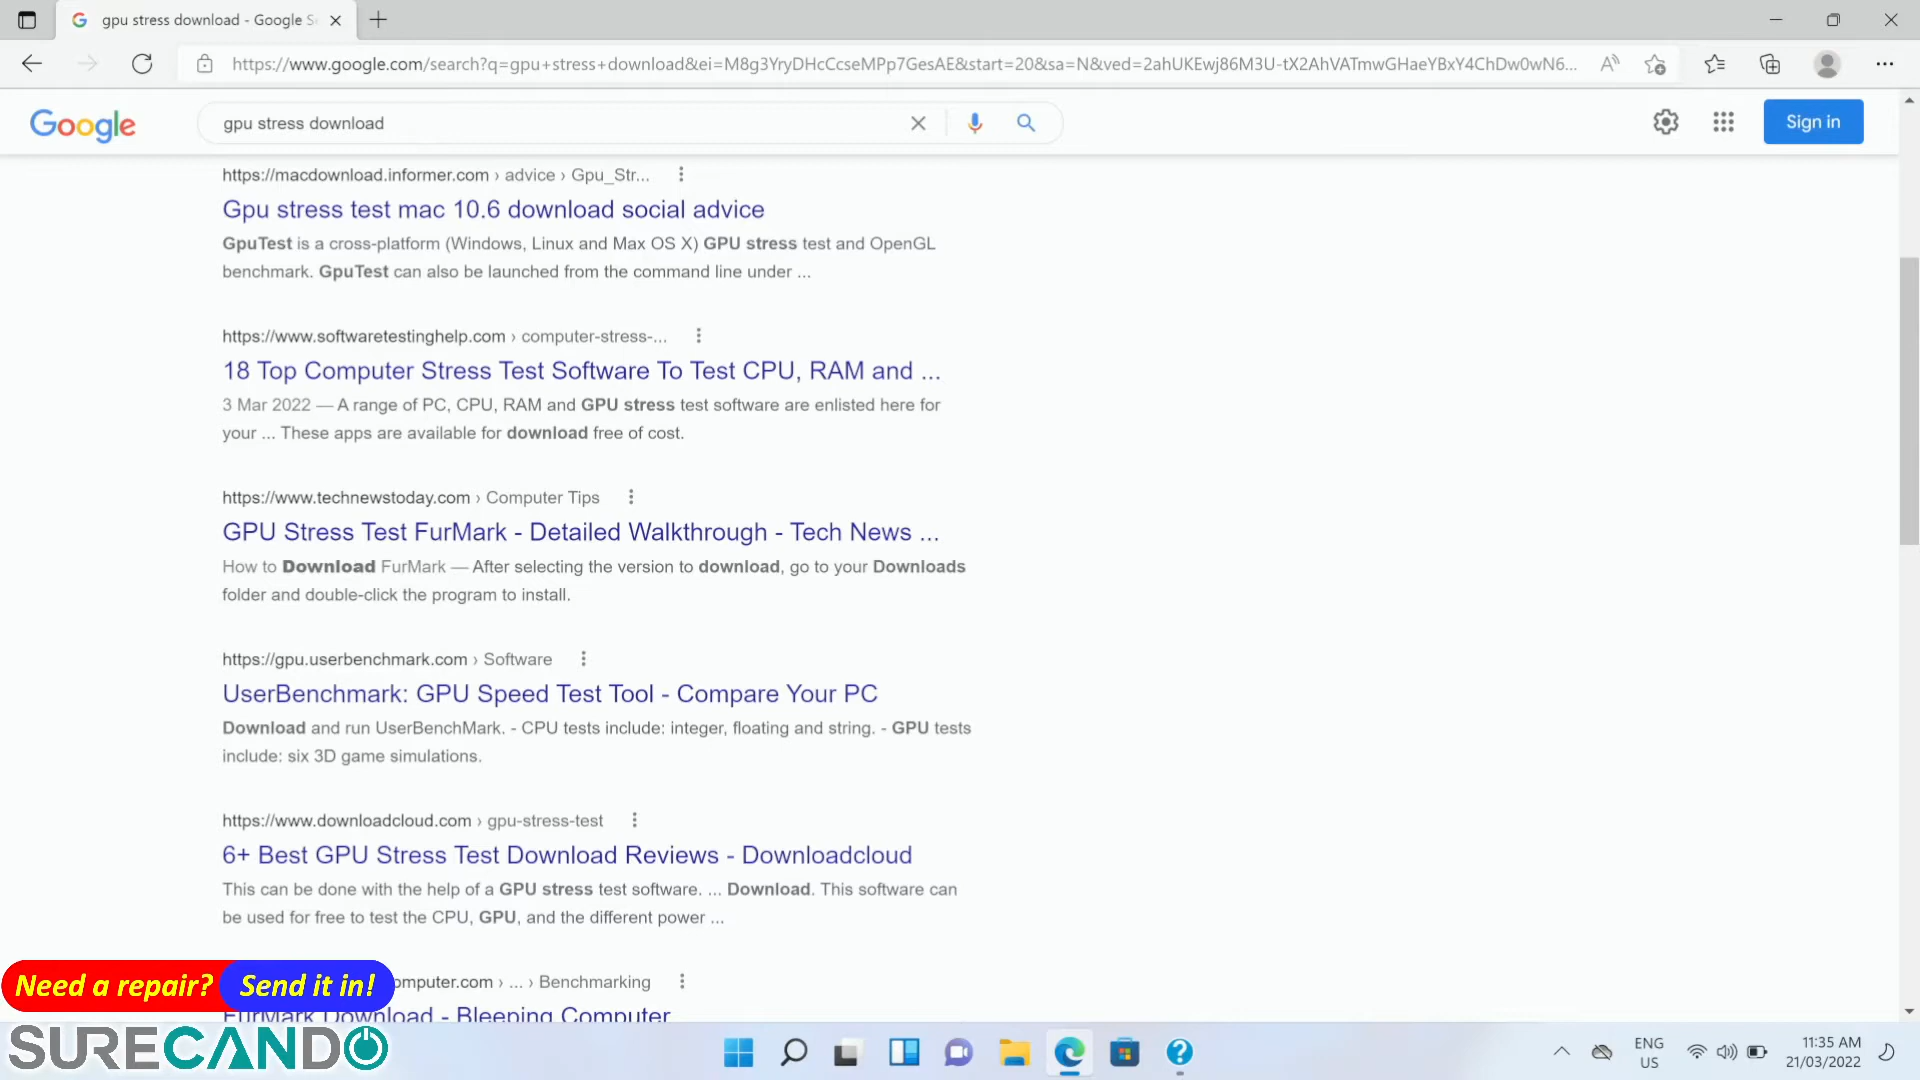 gpu stress download - Google S
https://www.google.com/search?q=gpu+stress+download&ei=M8g3YryDHcCcseMPp7GesAE&start=20&sa=N&ved=2ahUKEwj86M3U-tX2AhVATmwGHaeYBxY4ChDw0wN6...
Google
gpu stress download
Sign in
https://macdownload.informer.com › advice › Gpu_Str...
Gpu stress test mac 10.6 download social advice
GpuTest is a cross-platform (Windows, Linux and Max OS X) GPU stress test and OpenGL
benchmark. GpuTest can also be launched from the command line under ...
https://www.softwaretestinghelp.com › computer-stress-...
18 Top Computer Stress Test Software To Test CPU, RAM and ...
3 Mar 2022 — A range of PC, CPU, RAM and GPU stress test software are enlisted here for
your ... These apps are available for download free of cost.
https://www.technewstoday.com › Computer Tips
GPU Stress Test FurMark - Detailed Walkthrough - Tech News ...
How to Download FurMark — After selecting the version to download, go to your Downloads
folder and double-click the program to install.
https://gpu.userbenchmark.com › Software
UserBenchmark: GPU Speed Test Tool - Compare Your PC
Download and run UserBenchMark. - CPU tests include: integer, floating and string. - GPU tests
include: six 3D game simulations.
https://www.downloadcloud.com › gpu-stress-test
6+ Best GPU Stress Test Download Reviews - Downloadcloud
This can be done with the help of a GPU stress test software. ... Download. This software can
be used for free to test the CPU, GPU, and the different power ...
omputer.com › ... › Benchmarking
FurMark Download - Bleeping Computer
Need a repair? Send it in!
SURECANDO
ENG
US
11:35 AM
21/03/2022